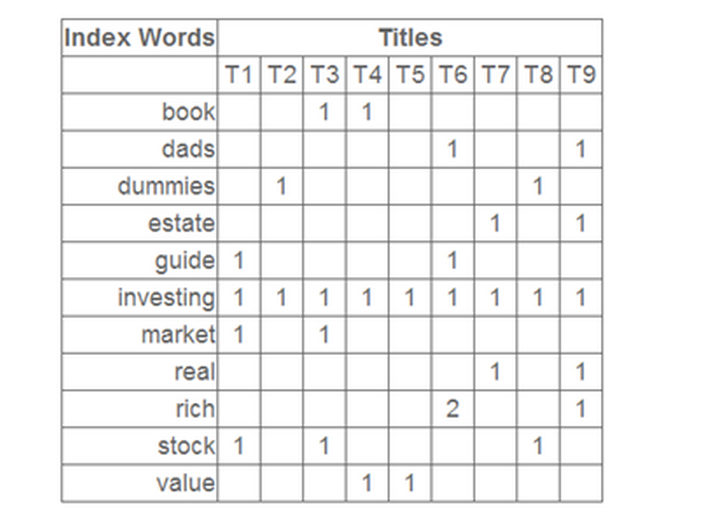 Index Words Titles
T1 T2 T3 T4 T5 T6 T7 T8 T9
book 1 1
dads 1 1
dummies 1 1
estate 1 1
guide 1 1
investing 1 1 1 1 1 1 1 1 1
market 1 1
real 1 1
rich 2 1
stock 1 1 1
value 1 1